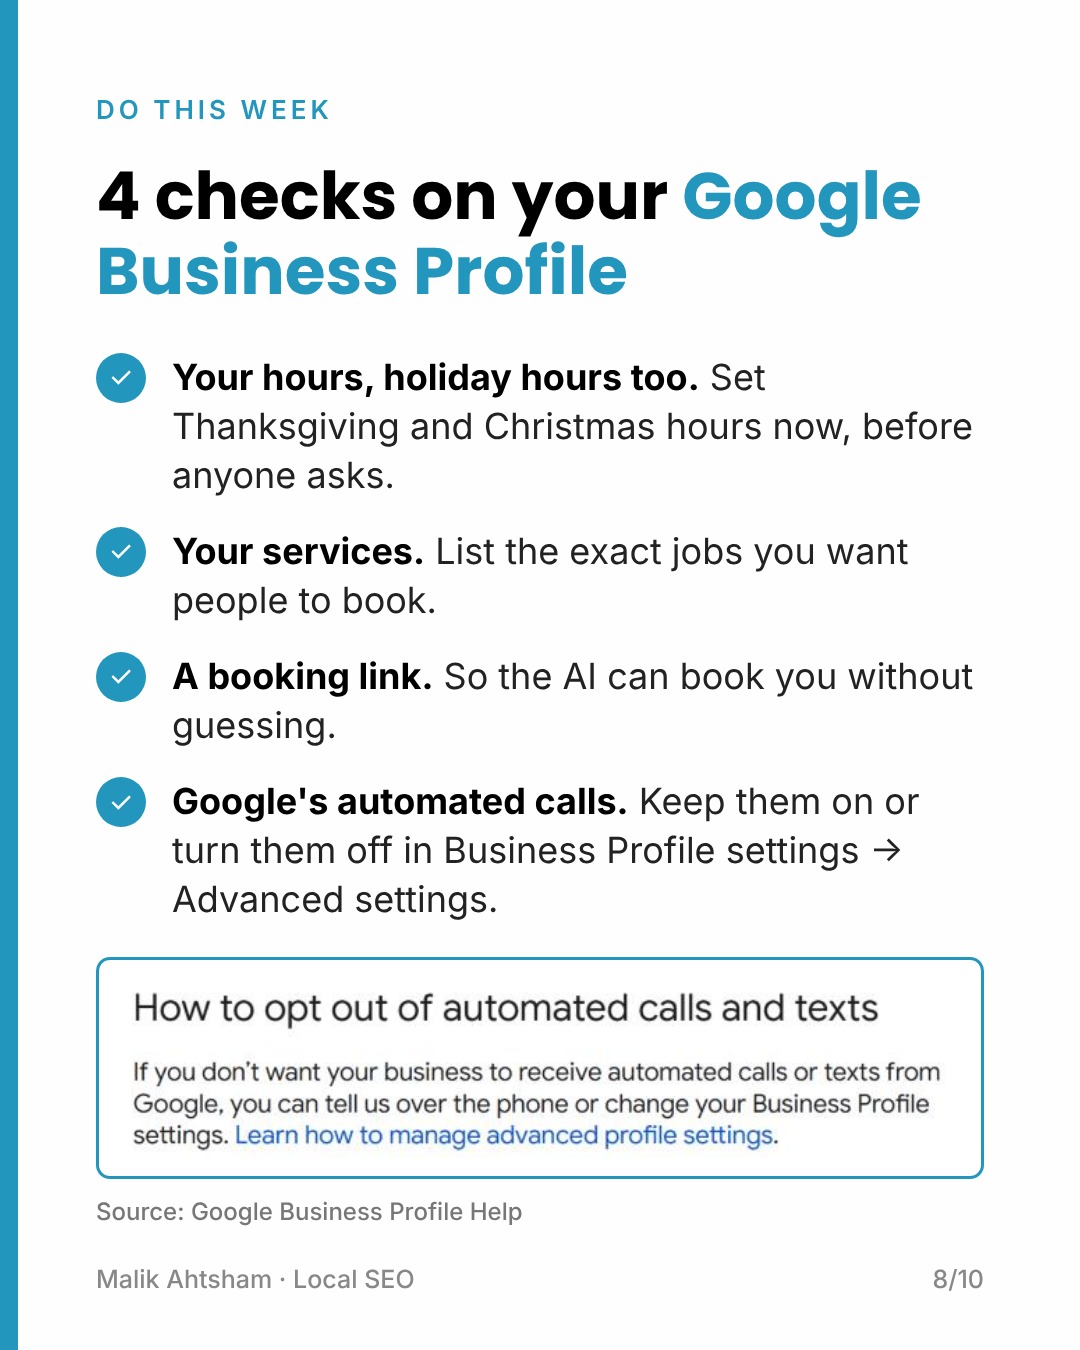 DO THIS WEEK
4 checks on your Google
Business Profile
Your hours, holiday hours too. Set
Thanksgiving and Christmas hours now, before
anyone asks.
Your services. List the exact jobs you want
people to book.
A booking link. So the AI can book you without
guessing.
Google's automated calls. Keep them on or
turn them off in Business Profile settings →
Advanced settings.
How to opt out of automated calls and texts
If you don’t want your business to receive automated calls or texts from
Google, you can tell us over the phone or change your Business Profile
settings. Learn how to manage advanced profile settings.
Source: Google Business Profile Help
Malik Ahtsham · Local SEO
8/10